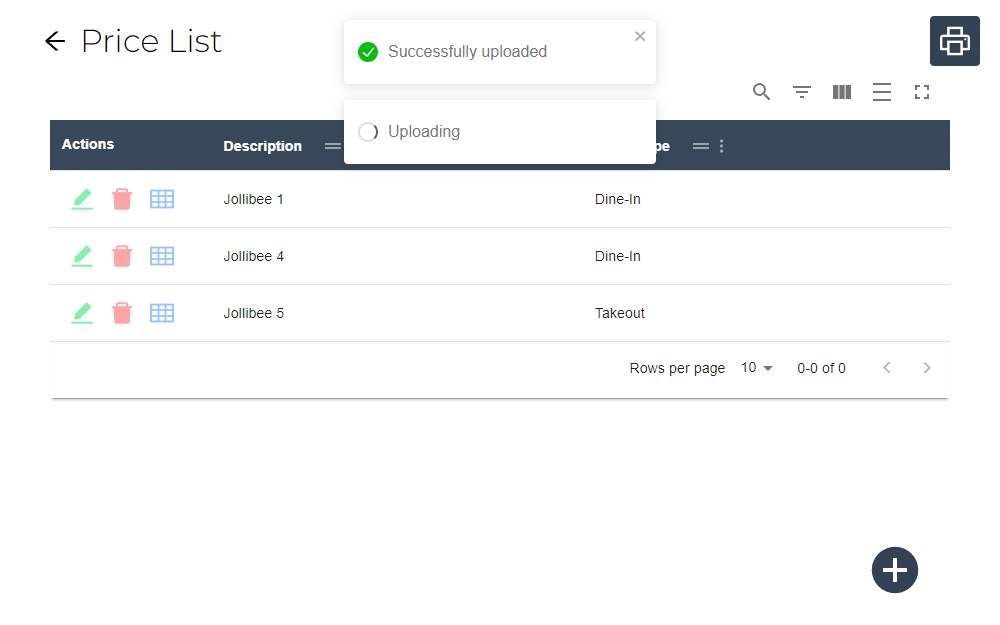 Price List
Successfully uploaded
Uploading
Actions Description pe
Jollibee 1 Dine-In
Jollibee 4 Dine-In
Jollibee 5 Takeout
Rows per page 10 0-0 of 0